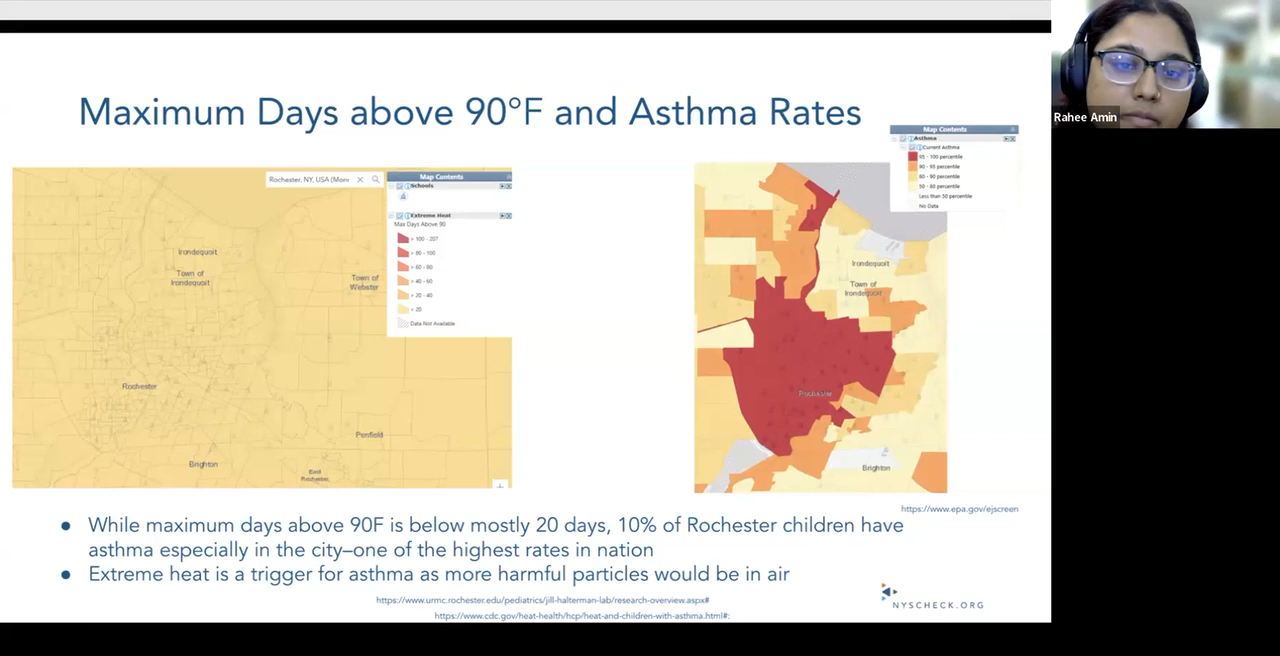 Rahee Amin
Maximum Days above 90°F and Asthma Rates
Rochester, NY, USA (Mon
Map Contents
Schools
Extreme Heat
Max Days Above 90
> 100 - 207
> 80 - 100
> 60 - 80
> 40 - 60
> 20 - 40
< 20
Data Not Available
Irondequoit
Town of
Irondequoit
Town of
Webster
Rochester
Penfield
Brighton
East
Rochester
Map Contents
Asthma
Current Asthma
95 - 100 percentile
90 - 95 percentile
80 - 90 percentile
50 - 80 percentile
Less than 50 percentile
No Data
Irondequoit
Town of
Irondequoit
Rochester
Brighton
https://www.epa.gov/ejscreen
● While maximum days above 90F is below mostly 20 days, 10% of Rochester children have
asthma especially in the city–one of the highest rates in nation
● Extreme heat is a trigger for asthma as more harmful particles would be in air
https://www.urmc.rochester.edu/pediatrics/jill-halterman-lab/research-overview.aspx#
https://www.cdc.gov/heat-health/hcp/heat-and-children-with-asthma.html#:
NYSCHECK.ORG